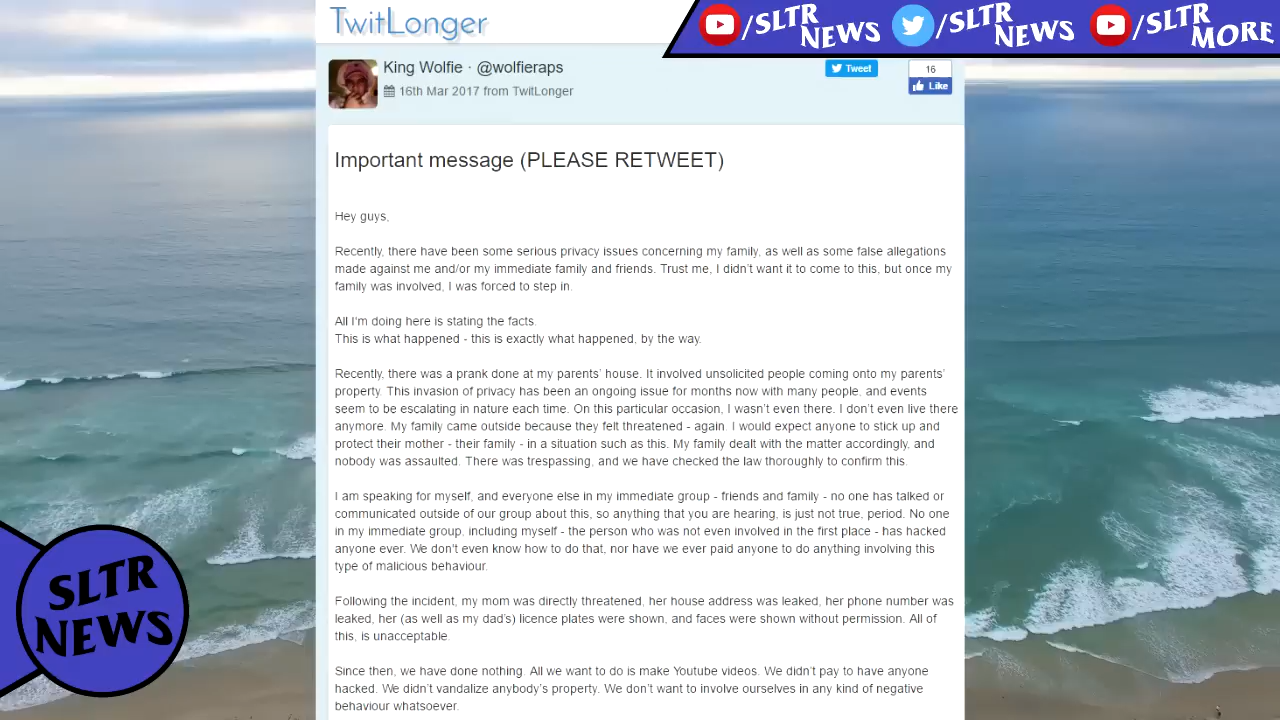 TwitLonger
/SLTR NEWS
/SLTR NEWS
/SLTR MORE
King Wolfie · @wolfieraps
16th Mar 2017 from TwitLonger
Tweet
16
Like
Important message (PLEASE RETWEET)
Hey guys,
Recently, there have been some serious privacy issues concerning my family, as well as some false allegations
made against me and/or my immediate family and friends. Trust me, I didn't want it to come to this, but once my
family was involved, I was forced to step in.
All I'm doing here is stating the facts.
This is what happened - this is exactly what happened, by the way.
Recently, there was a prank done at my parents' house. It involved unsolicited people coming onto my parents'
property. This invasion of privacy has been an ongoing issue for months now with many people, and events
seem to be escalating in nature each time. On this particular occasion, I wasn't even there. I don't even live there
anymore. My family came outside because they felt threatened - again. I would expect anyone to stick up and
protect their mother - their family - in a situation such as this. My family dealt with the matter accordingly, and
nobody was assaulted. There was trespassing, and we have checked the law thoroughly to confirm this.
I am speaking for myself, and everyone else in my immediate group - friends and family - no one has talked or
communicated outside of our group about this, so anything that you are hearing, is just not true, period. No one
in my immediate group, including myself - the person who was not even involved in the first place - has hacked
anyone ever. We don't even know how to do that, nor have we ever paid anyone to do anything involving this
type of malicious behaviour.
Following the incident, my mom was directly threatened, her house address was leaked, her phone number was
leaked, her (as well as my dad's) licence plates were shown, and faces were shown without permission. All of
this, is unacceptable.
Since then, we have done nothing. All we want to do is make Youtube videos. We didn't pay to have anyone
hacked. We didn't vandalize anybody's property. We don't want to involve ourselves in any kind of negative
behaviour whatsoever.
SLTR
NEWS